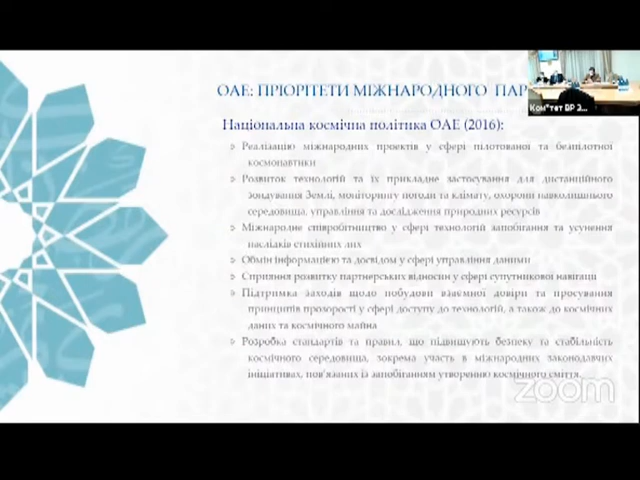 ОАЕ: ПРІОРІТЕТИ МІЖНАРОДНОГО ПАР
Національна космічна політика ОАЕ (2016):
Реалізацію міжнародних проектів у сфері пілотованої та безпілотної
космонавтики
Розвиток технологій та їх прикладне застосування для дистанційного
зондування Землі, моніторингу погоди та клімату, охорони навколишнього
середовища, управління та дослідження природних ресурсів
Міжнародне співробітництво у сфері технологій запобігання та усунення
наслідків стихійних лих
Обмін інформацією та досвідом у сфері управління даними
Сприяння розвитку партнерських відносин у сфері супутникової навігації
Підтримка заходів щодо побудови взаємної довіри та просування
принципів прозорості у сфері доступу до технологій, а також до космічних
даних та космічного майна
Розробка стандартів та правил, що підвищують безпеку та стабільність
космічного середовища, зокрема участь в міжнародних законодавчих
ініціативах, пов'язаних із запобіганням утворенню космічного сміття.
Ком*тет ВР з...
zoom